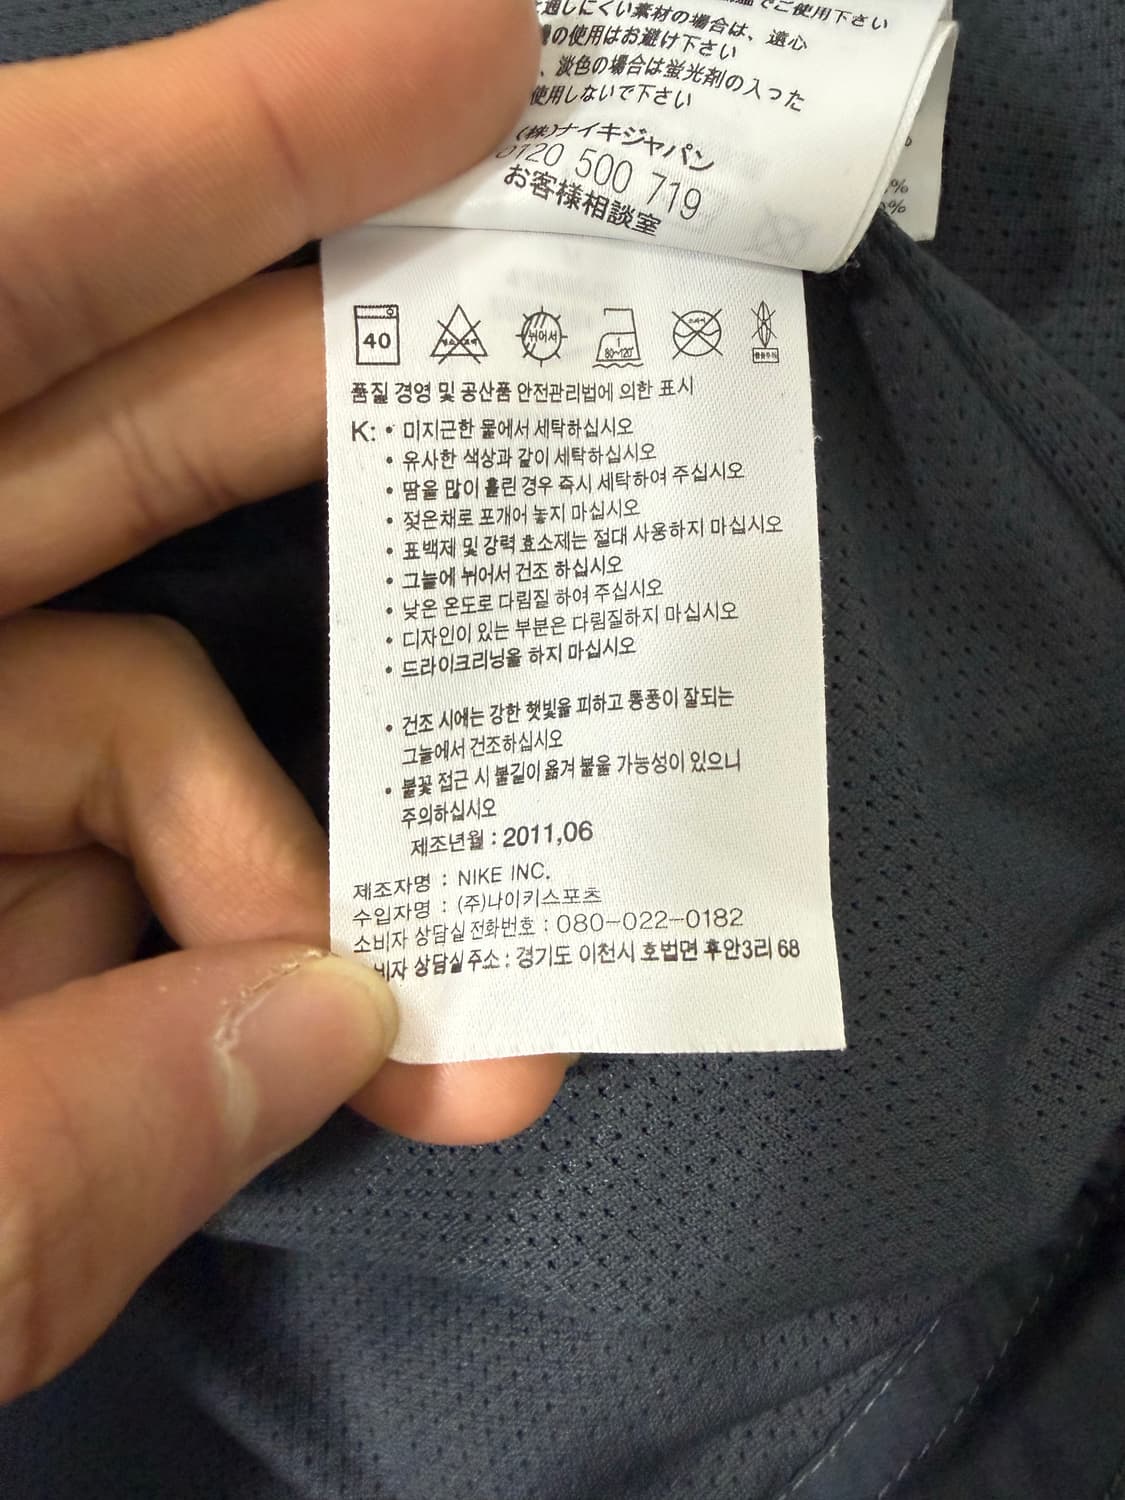 でご使用下さい
通しにくい素材の場合は、遠心
の使用はお避け下さい
、淡色の場合は蛍光剤の入った
使用しないで下さい
(株)ナイキジャパン
0120 500 719
お客様相談室
%
%
%
40
뉘어서
1
80~120℃
품질 경영 및 공산품 안전관리법에 의한 표시
K: • 미지근한 물에서 세탁하십시오
• 유사한 색상과 같이 세탁하십시오
• 땀을 많이 흘린 경우 즉시 세탁하여 주십시오
• 젖은채로 포개어 놓지 마십시오
• 표백제 및 강력 효소제는 절대 사용하지 마십시오
• 그늘에 뉘어서 건조 하십시오
• 낮은 온도로 다림질 하여 주십시오
• 디자인이 있는 부분은 다림질하지 마십시오
• 드라이크리닝을 하지 마십시오
• 건조 시에는 강한 햇빛을 피하고 통풍이 잘되는
그늘에서 건조하십시오
• 불꽃 접근 시 불길이 옮겨 붙을 가능성이 있으니
주의하십시오
제조년월 : 2011,06
제조자명 : NIKE INC.
수입자명 : (주)나이키스포츠
소비자 상담실 전화번호 : 080-022-0182
비자 상담실 주소 : 경기도 이천시 호법면 후안3리 68